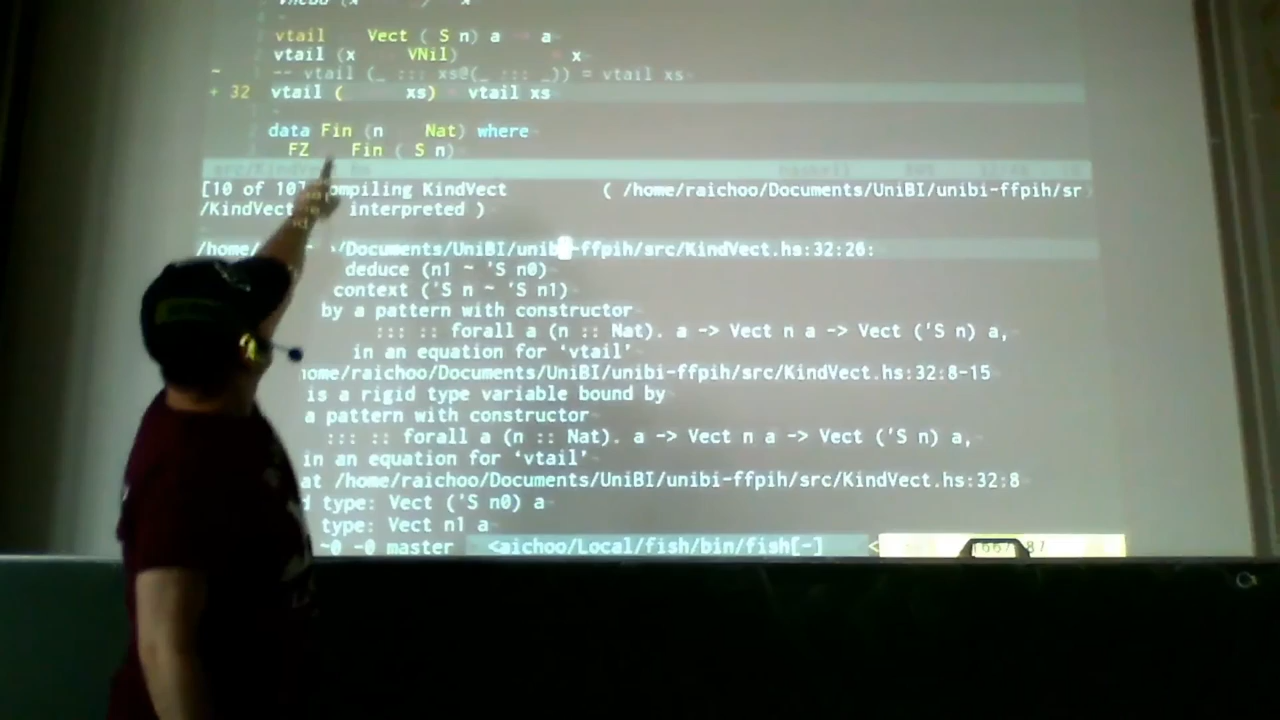 vtail Vect ( S n) a a
vtail (x VNil) x
~ -- vtail (_ ::: xs@(_ ::: _)) = vtail xs
+ 32 vtail ( xs) vtail xs
data Fin (n Nat) where
FZ Fin ( S n)
[10 of 10] ompiling KindVect ( /home/raichoo/Documents/UniBI/unibi-ffpih/sr
/KindVect interpreted )
/home/ /Documents/UniBI/unibi-ffpih/src/KindVect.hs:32:26:
deduce (n1 ~ 'S n0)
context ('S n ~ 'S n1)
by a pattern with constructor
::: :: forall a (n :: Nat). a -> Vect n a -> Vect ('S n) a,
in an equation for ‘vtail’
ome/raichoo/Documents/UniBI/unibi-ffpih/src/KindVect.hs:32:8-15
is a rigid type variable bound by
a pattern with constructor
::: :: forall a (n :: Nat). a -> Vect n a -> Vect ('S n) a,
in an equation for ‘vtail’
at /home/raichoo/Documents/UniBI/unibi-ffpih/src/KindVect.hs:32:8
d type: Vect ('S n0) a
type: Vect n1 a
~0 -0 master <aichoo/Local/fish/bin/fish[-] <